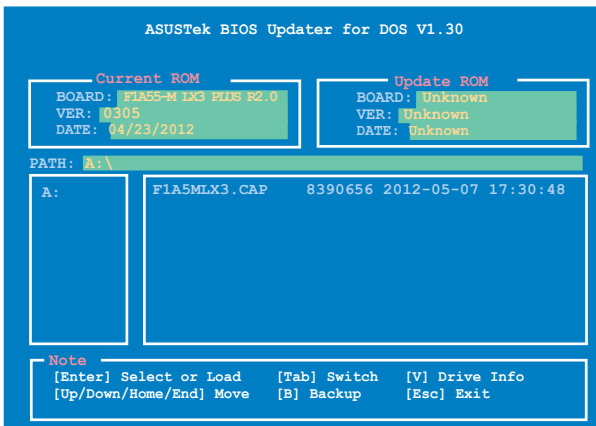 ASUSTek BIOS Updater for DOS V1.30
Current ROM
BOARD: F1A55-M LX3 PLUS R2.0
VER: 0305
DATE: 04/23/2012
Update ROM
BOARD: Unknown
VER: Unknown
DATE: Unknown
PATH: A:\
A:
F1A5MLX3.CAP 8390656 2012-05-07 17:30:48
Note
[Enter] Select or Load [Tab] Switch [V] Drive Info
[Up/Down/Home/End] Move [B] Backup [Esc] Exit